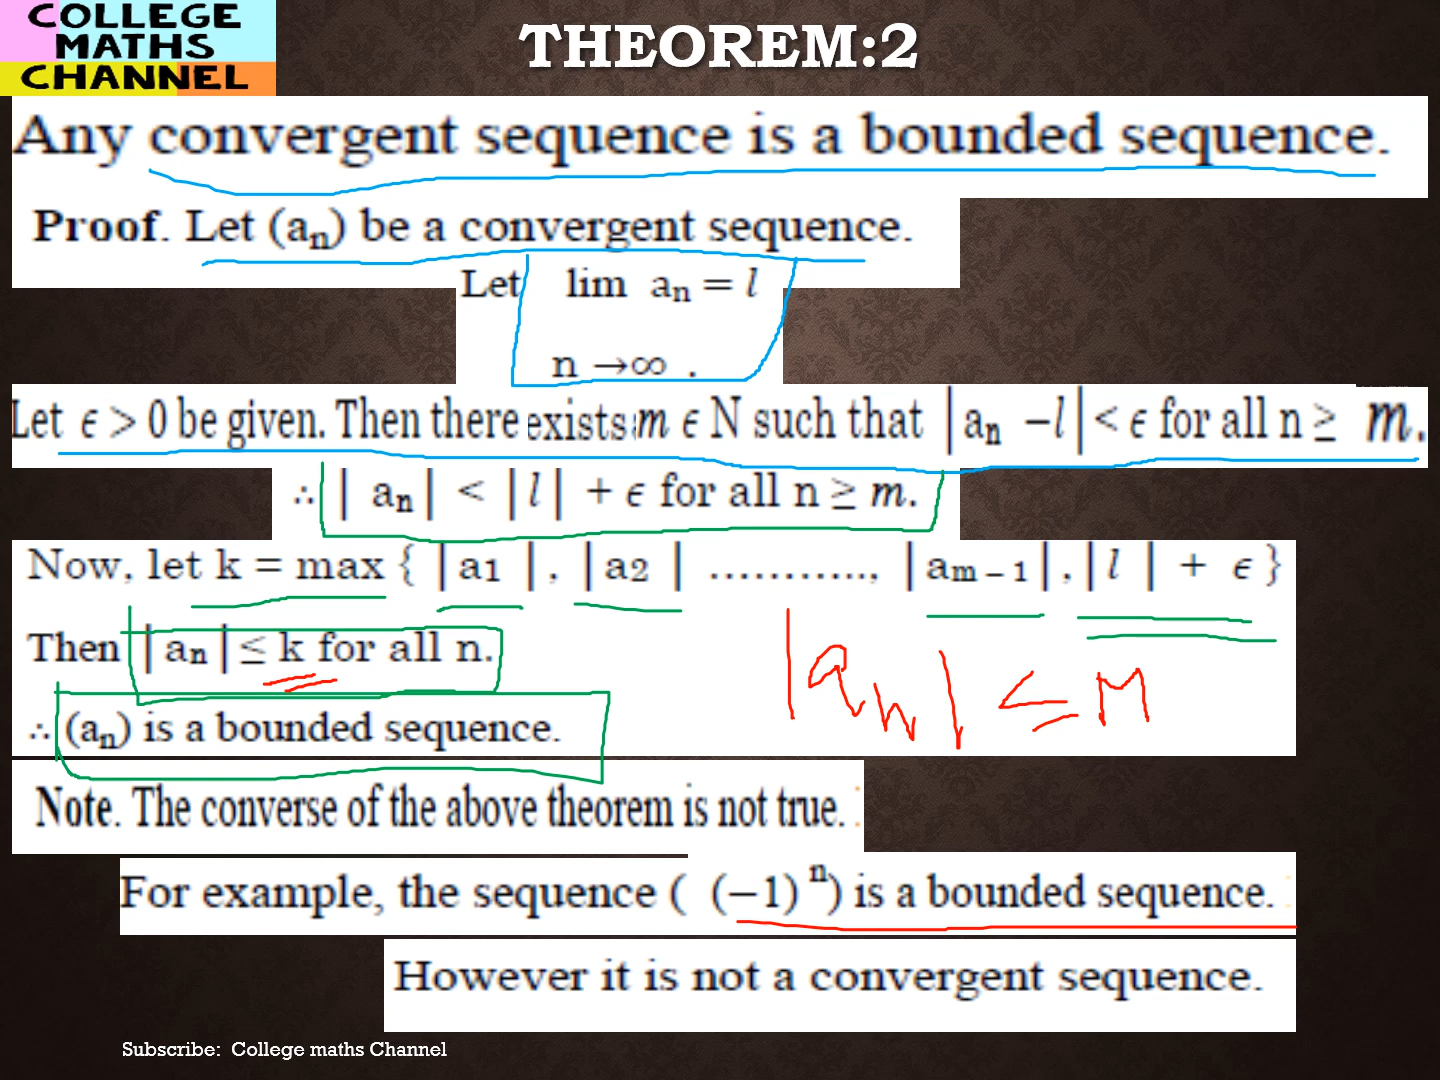 COLLEGE
MATHS
CHANNEL
THEOREM:2
Any convergent sequence is a bounded sequence.
Proof. Let (aₙ) be a convergent sequence.
Let lim aₙ = l
n →∞ .
Let ϵ > 0 be given. Then there exists m ϵ N such that | aₙ − l | < ϵ for all n ≥ m.
∴ | aₙ | < | l | + ϵ for all n ≥ m.
Now, let k = max { | a1 |, | a2 | ..........., | aₘ₋₁ |, | l | + ϵ }
Then | aₙ | ≤ k for all n.
|aₙ| ≤ M
∴ (aₙ) is a bounded sequence.
Note. The converse of the above theorem is not true.
For example, the sequence ( (−1)ⁿ) is a bounded sequence.
However it is not a convergent sequence.
Subscribe: College maths Channel